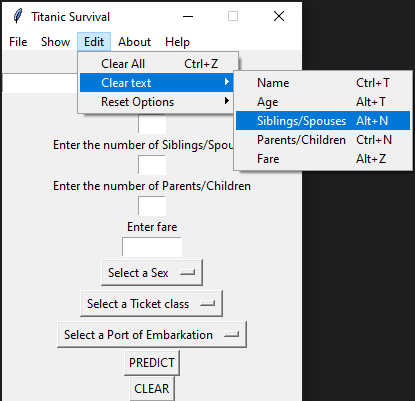 Titanic Survival
File Show Edit About Help
Clear All Ctrl+Z
Clear text
Reset Options
Name Ctrl+T
Age Alt+T
Siblings/Spouses Alt+N
Parents/Children Ctrl+N
Fare Alt+Z
Enter the number of Siblings/Spou
Enter the number of Parents/Children
Enter fare
Select a Sex
Select a Ticket class
Select a Port of Embarkation
PREDICT
CLEAR